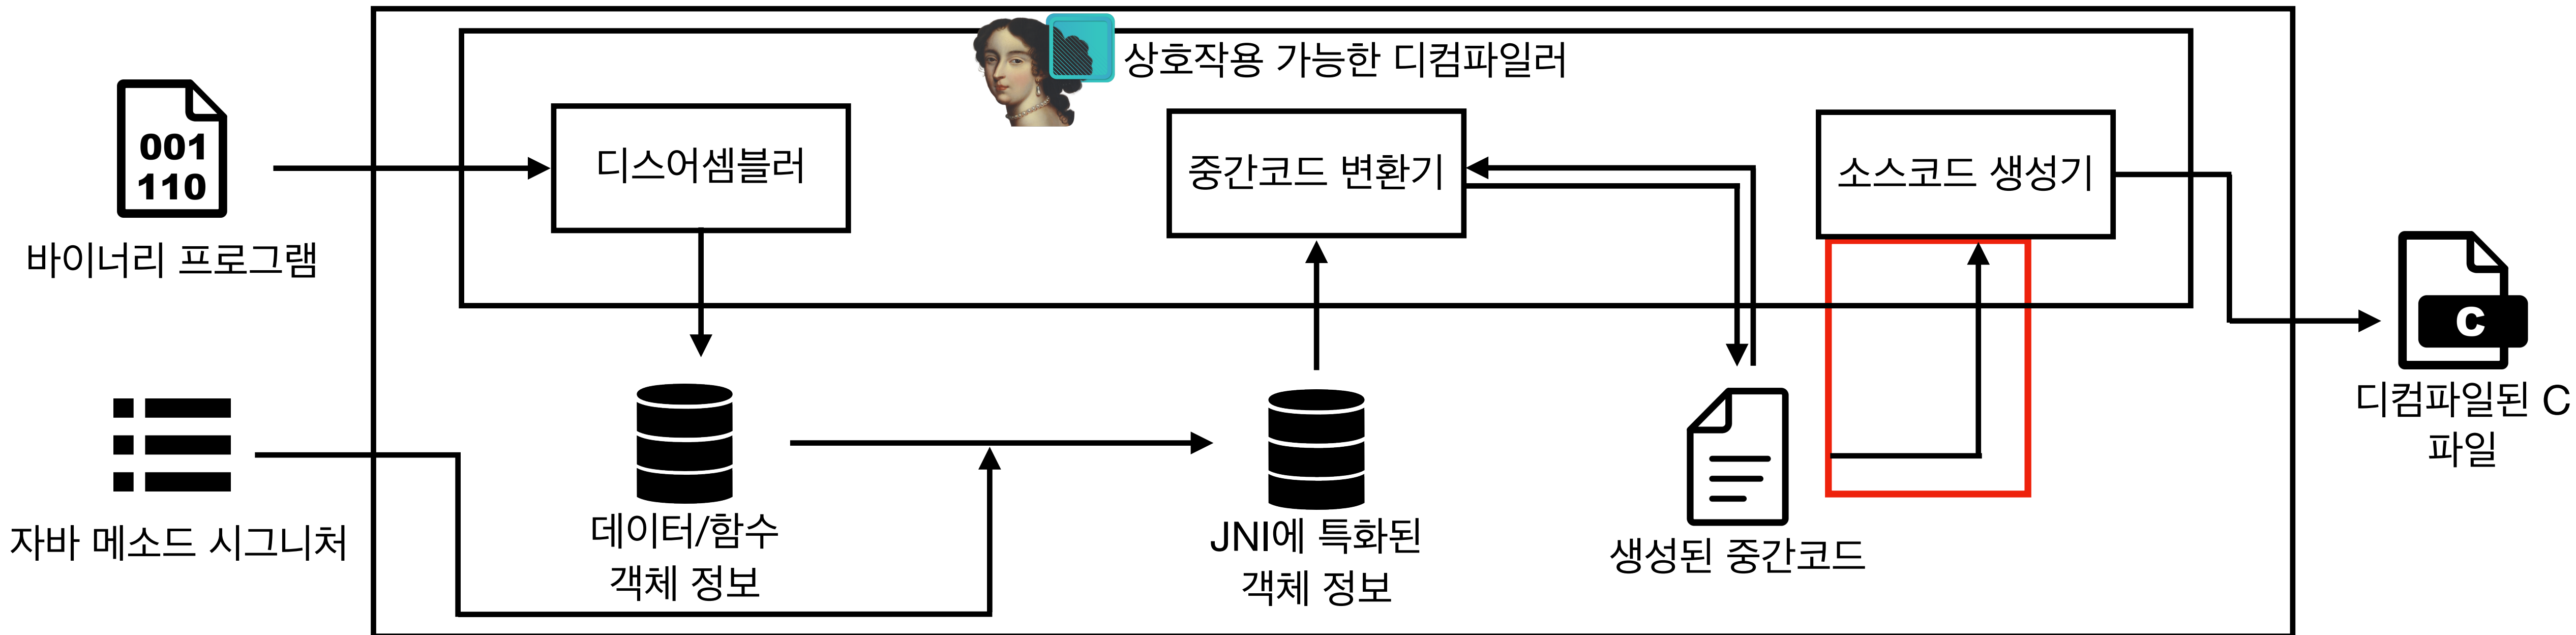 상호작용 가능한 디컴파일러
001
110
바이너리 프로그램
디스어셈블러
중간코드 변환기
소스코드 생성기
C
디컴파일된 C
파일
자바 메소드 시그니처
데이터/함수
객체 정보
JNI에 특화된
객체 정보
생성된 중간코드